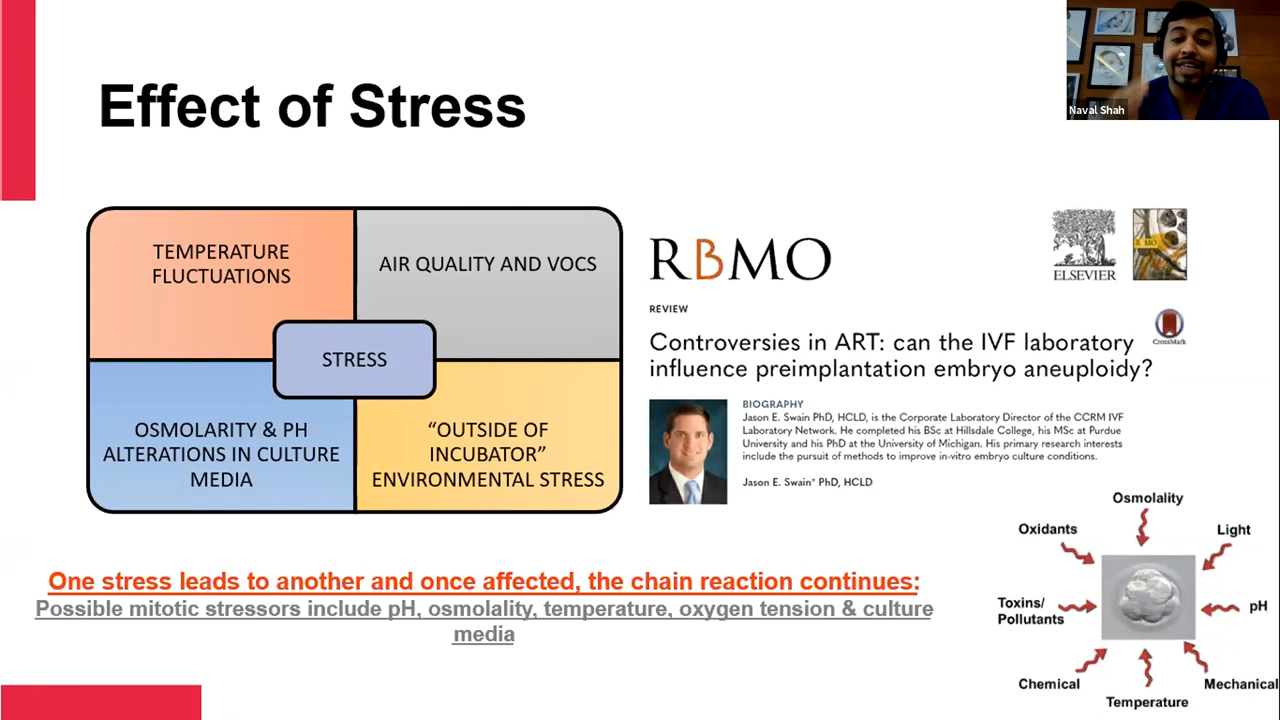 Effect of Stress
Naval Shah
TEMPERATURE
FLUCTUATIONS
AIR QUALITY AND VOCS
STRESS
OSMOLARITY & PH
ALTERATIONS IN CULTURE
MEDIA
“OUTSIDE OF
INCUBATOR”
ENVIRONMENTAL STRESS
RBMO
ELSEVIER
RBMO
REVIEW
CrossMark
Controversies in ART: can the IVF laboratory
influence preimplantation embryo aneuploidy?
BIOGRAPHY
Jason E. Swain PhD, HCLD, is the Corporate Laboratory Director of the CCRM IVF
Laboratory Network. He completed his BSc at Hillsdale College, his MSc at Purdue
University and his PhD at the University of Michigan. His primary research interests
include the pursuit of methods to improve in-vitro embryo culture conditions.
Jason E. Swain* PhD, HCLD
One stress leads to another and once affected, the chain reaction continues:
Possible mitotic stressors include pH, osmolality, temperature, oxygen tension & culture
media
Osmolality
Oxidants
Light
Toxins/
Pollutants
pH
Chemical
Mechanical
Temperature